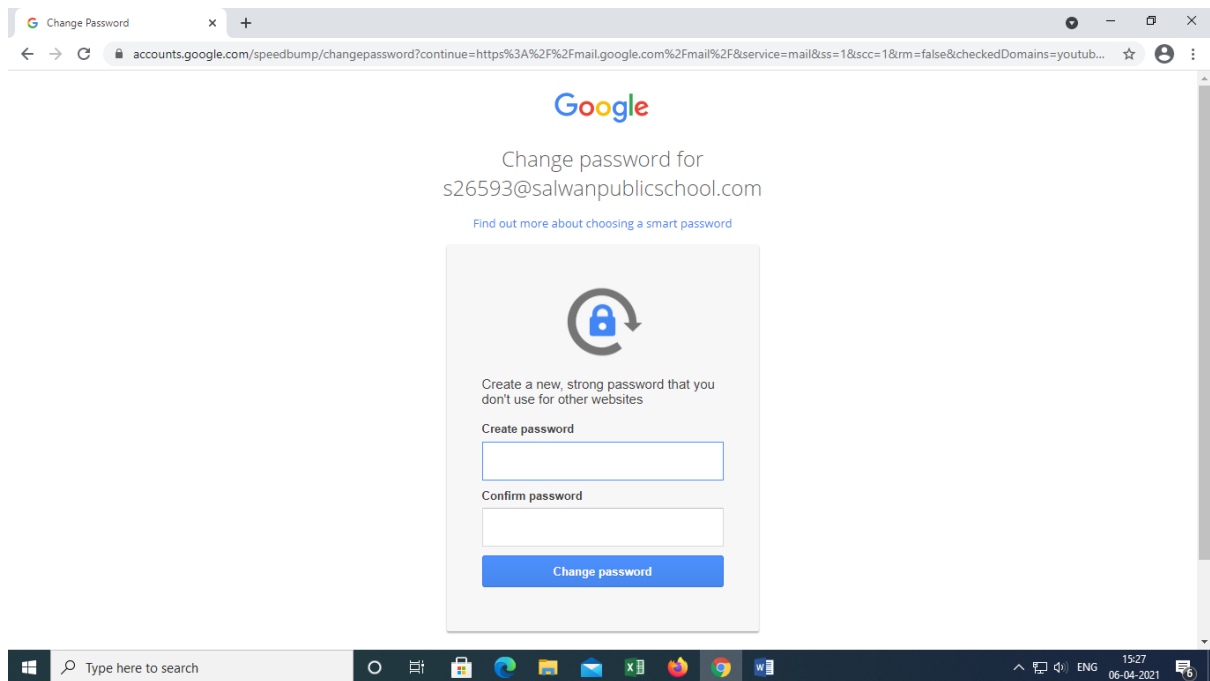 Change Password
accounts.google.com/speedbump/changepassword?continue=https%3A%2F%2Fmail.google.com%2Fmail%2F&service=mail&ss=1&scc=1&rm=false&checkedDomains=youtub...
Google
Change password for
s26593@salwanpublicschool.com
Find out more about choosing a smart password
Create a new, strong password that you
don't use for other websites
Create password
Confirm password
Change password
Type here to search
ENG
15:27
06-04-2021
6